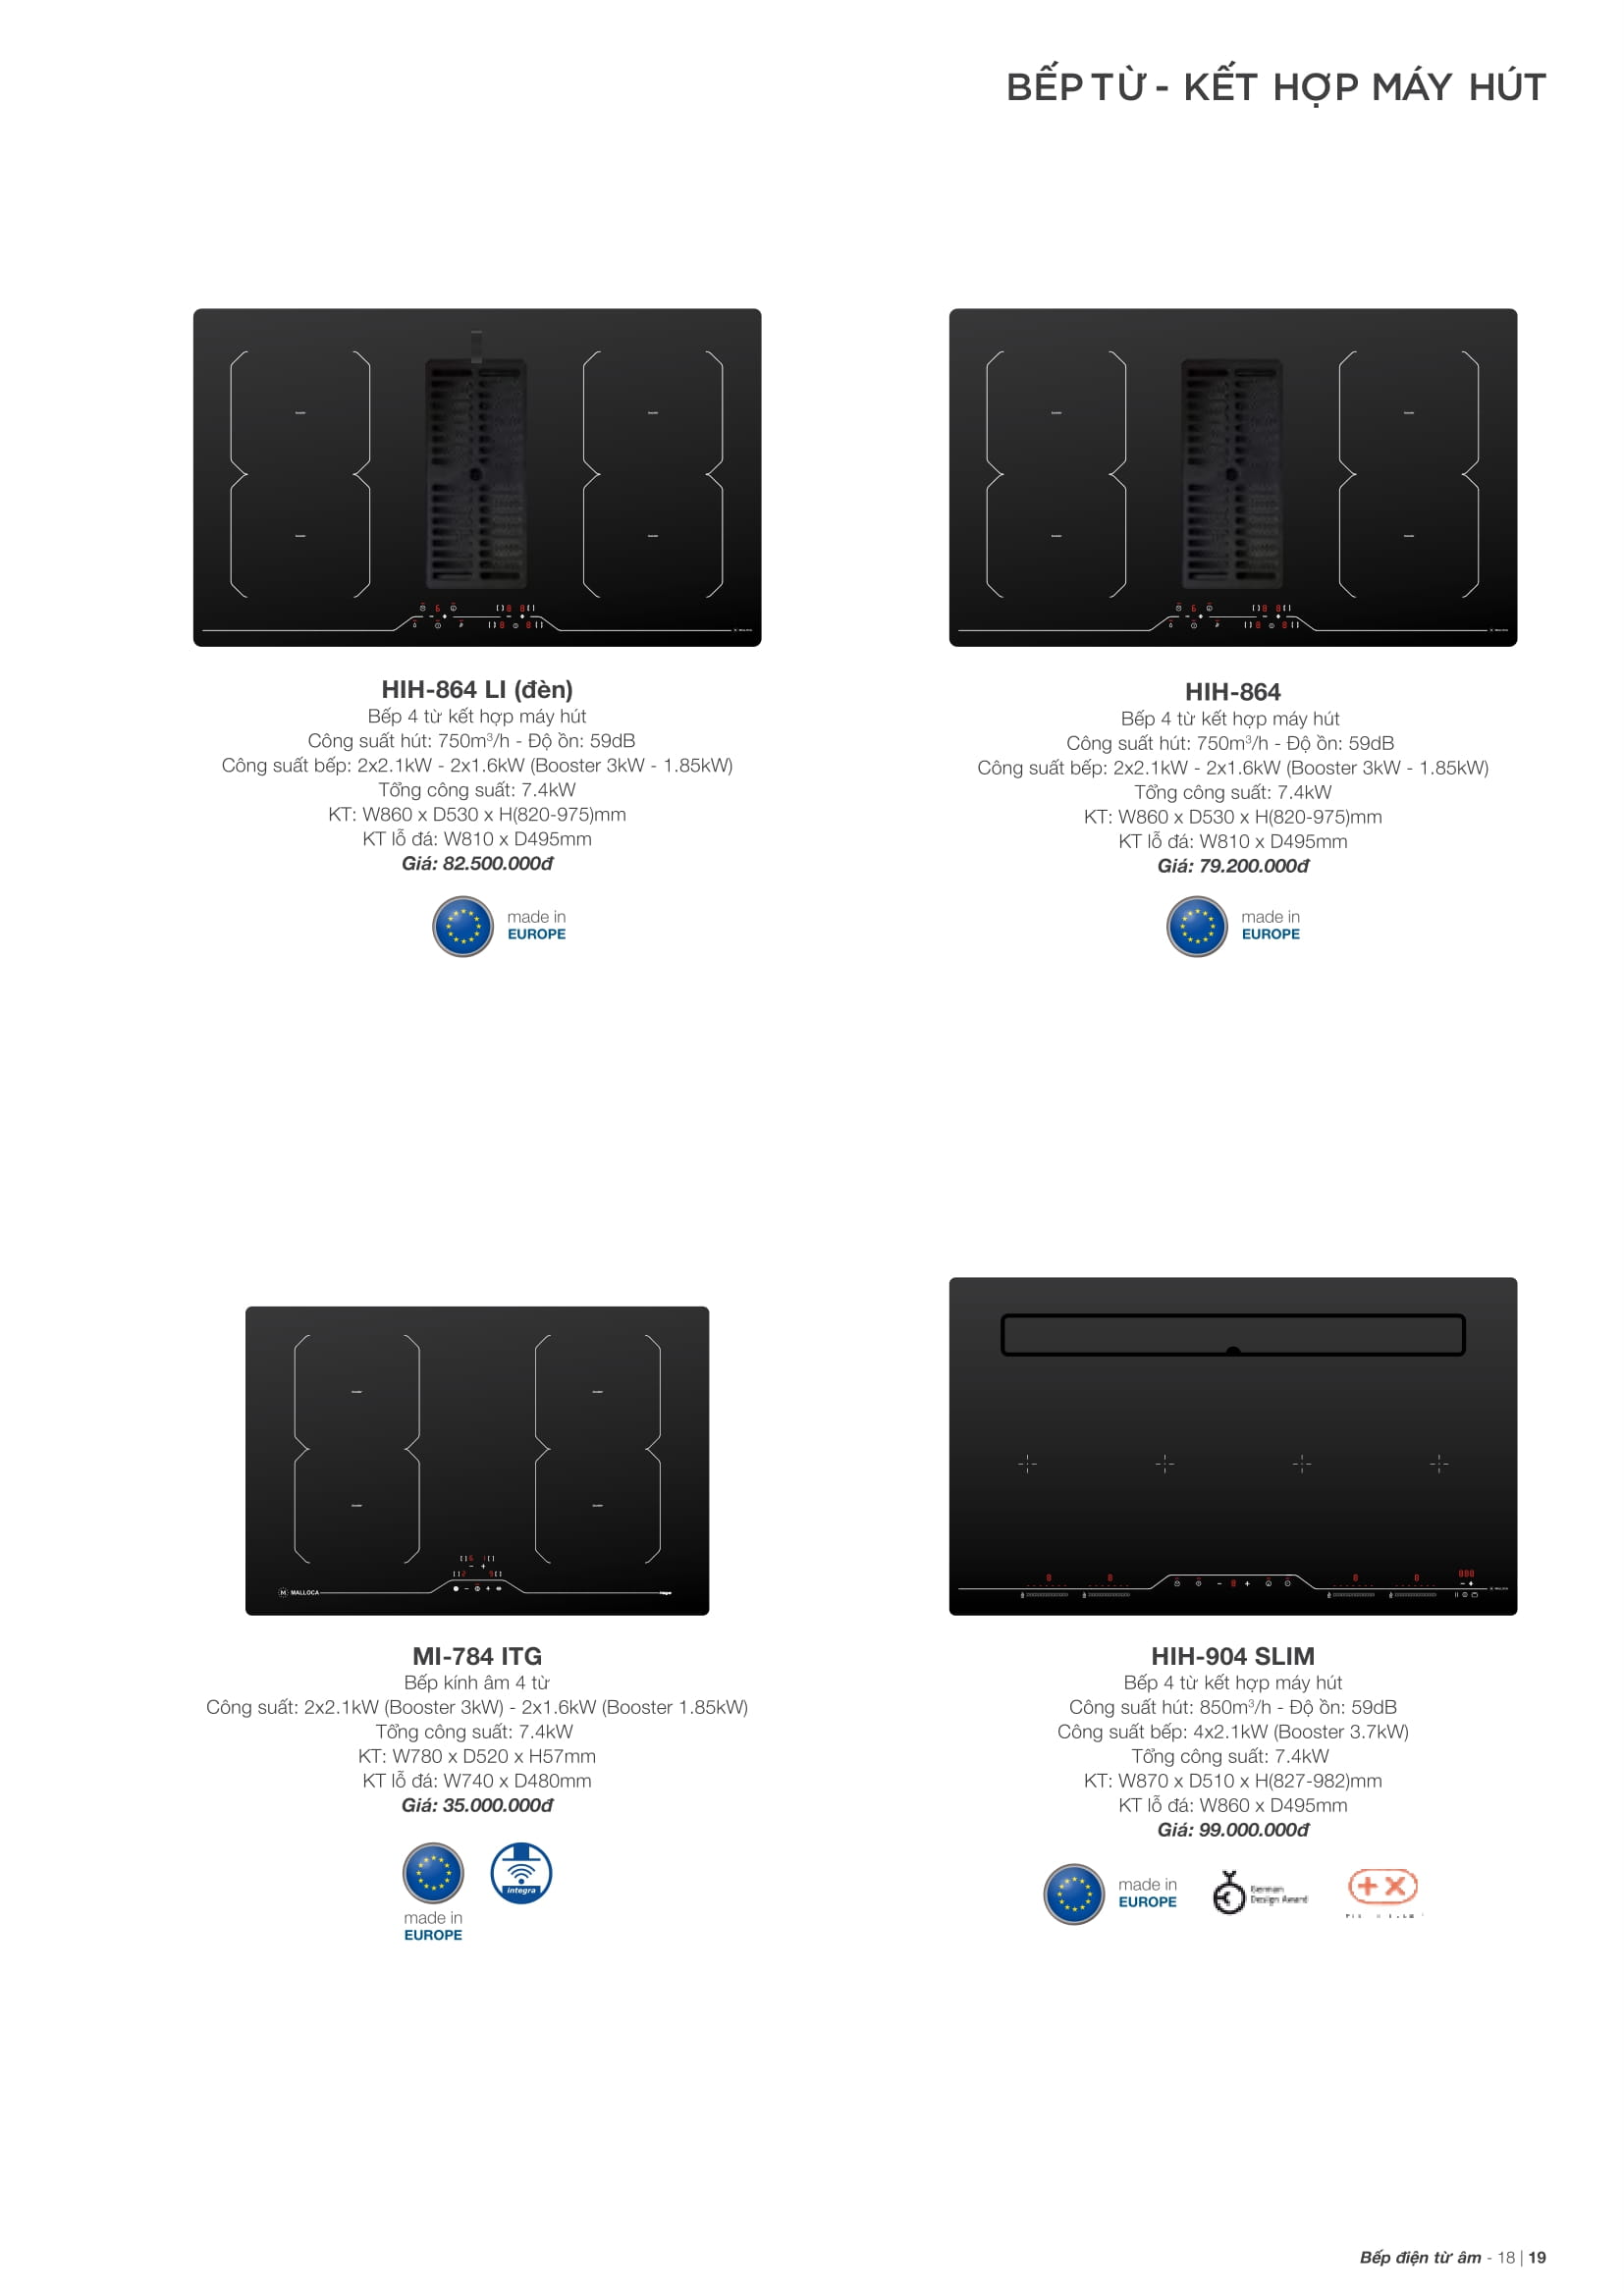 BẾP TỪ - KẾT HỢP MÁY HÚT
HIH-864 LI (đèn)
Bếp 4 từ kết hợp máy hút
Công suất hút: 750m³/h - Độ ồn: 59dB
Công suất bếp: 2x2.1kW - 2x1.6kW (Booster 3kW - 1.85kW)
Tổng công suất: 7.4kW
KT: W860 x D530 x H(820-975)mm
KT lỗ đá: W810 x D495mm
Giá: 82.500.000đ
made in
EUROPE
HIH-864
Bếp 4 từ kết hợp máy hút
Công suất hút: 750m³/h - Độ ồn: 59dB
Công suất bếp: 2x2.1kW - 2x1.6kW (Booster 3kW - 1.85kW)
Tổng công suất: 7.4kW
KT: W860 x D530 x H(820-975)mm
KT lỗ đá: W810 x D495mm
Giá: 79.200.000đ
made in
EUROPE
M MALLOCA
MI-784 ITG
Bếp kính âm 4 từ
Công suất: 2x2.1kW (Booster 3kW) - 2x1.6kW (Booster 1.85kW)
Tổng công suất: 7.4kW
KT: W780 x D520 x H57mm
KT lỗ đá: W740 x D480mm
Giá: 35.000.000đ
made in
EUROPE
integra
HIH-904 SLIM
Bếp 4 từ kết hợp máy hút
Công suất hút: 850m³/h - Độ ồn: 59dB
Công suất bếp: 4x2.1kW (Booster 3.7kW)
Tổng công suất: 7.4kW
KT: W870 x D510 x H(827-982)mm
KT lỗ đá: W860 x D495mm
Giá: 99.000.000đ
made in
EUROPE
German
Design Award
Bếp điện từ âm - 18 | 19